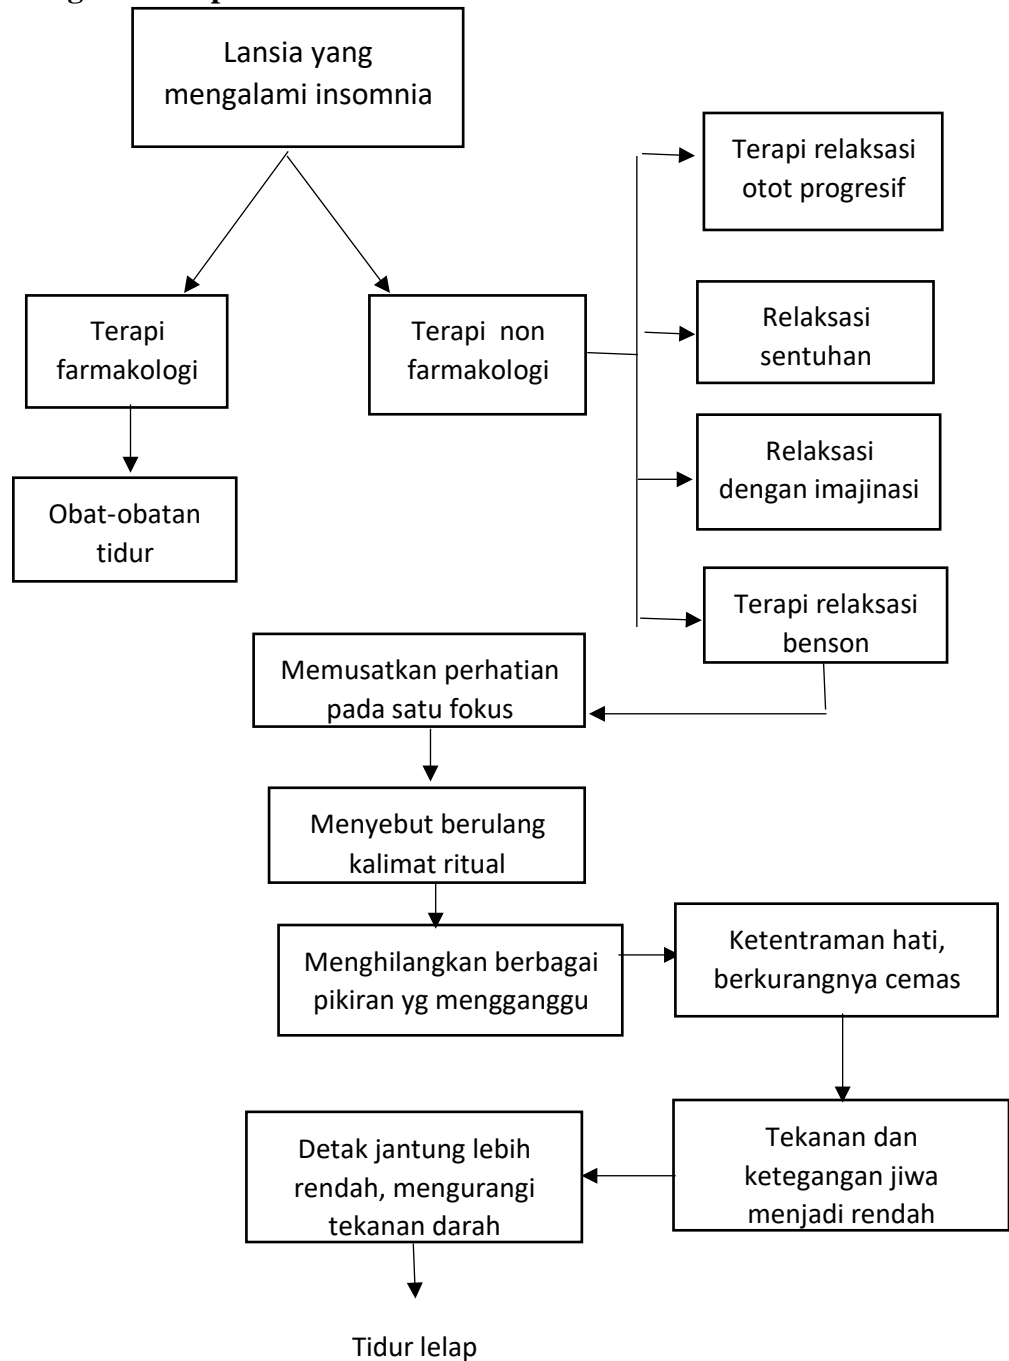 Lansia yang
mengalami insomnia
Terapi relaksasi
otot progresif
Terapi
farmakologi
Terapi non
farmakologi
Relaksasi
sentuhan
Relaksasi
dengan imajinasi
Obat-obatan
tidur
Terapi relaksasi
benson
Memusatkan perhatian
pada satu fokus
Menyebut berulang
kalimat ritual
Menghilangkan berbagai
pikiran yg mengganggu
Ketentraman hati,
berkurangnya cemas
Tekanan dan
ketegangan jiwa
menjadi rendah
Detak jantung lebih
rendah, mengurangi
tekanan darah
Tidur lelap